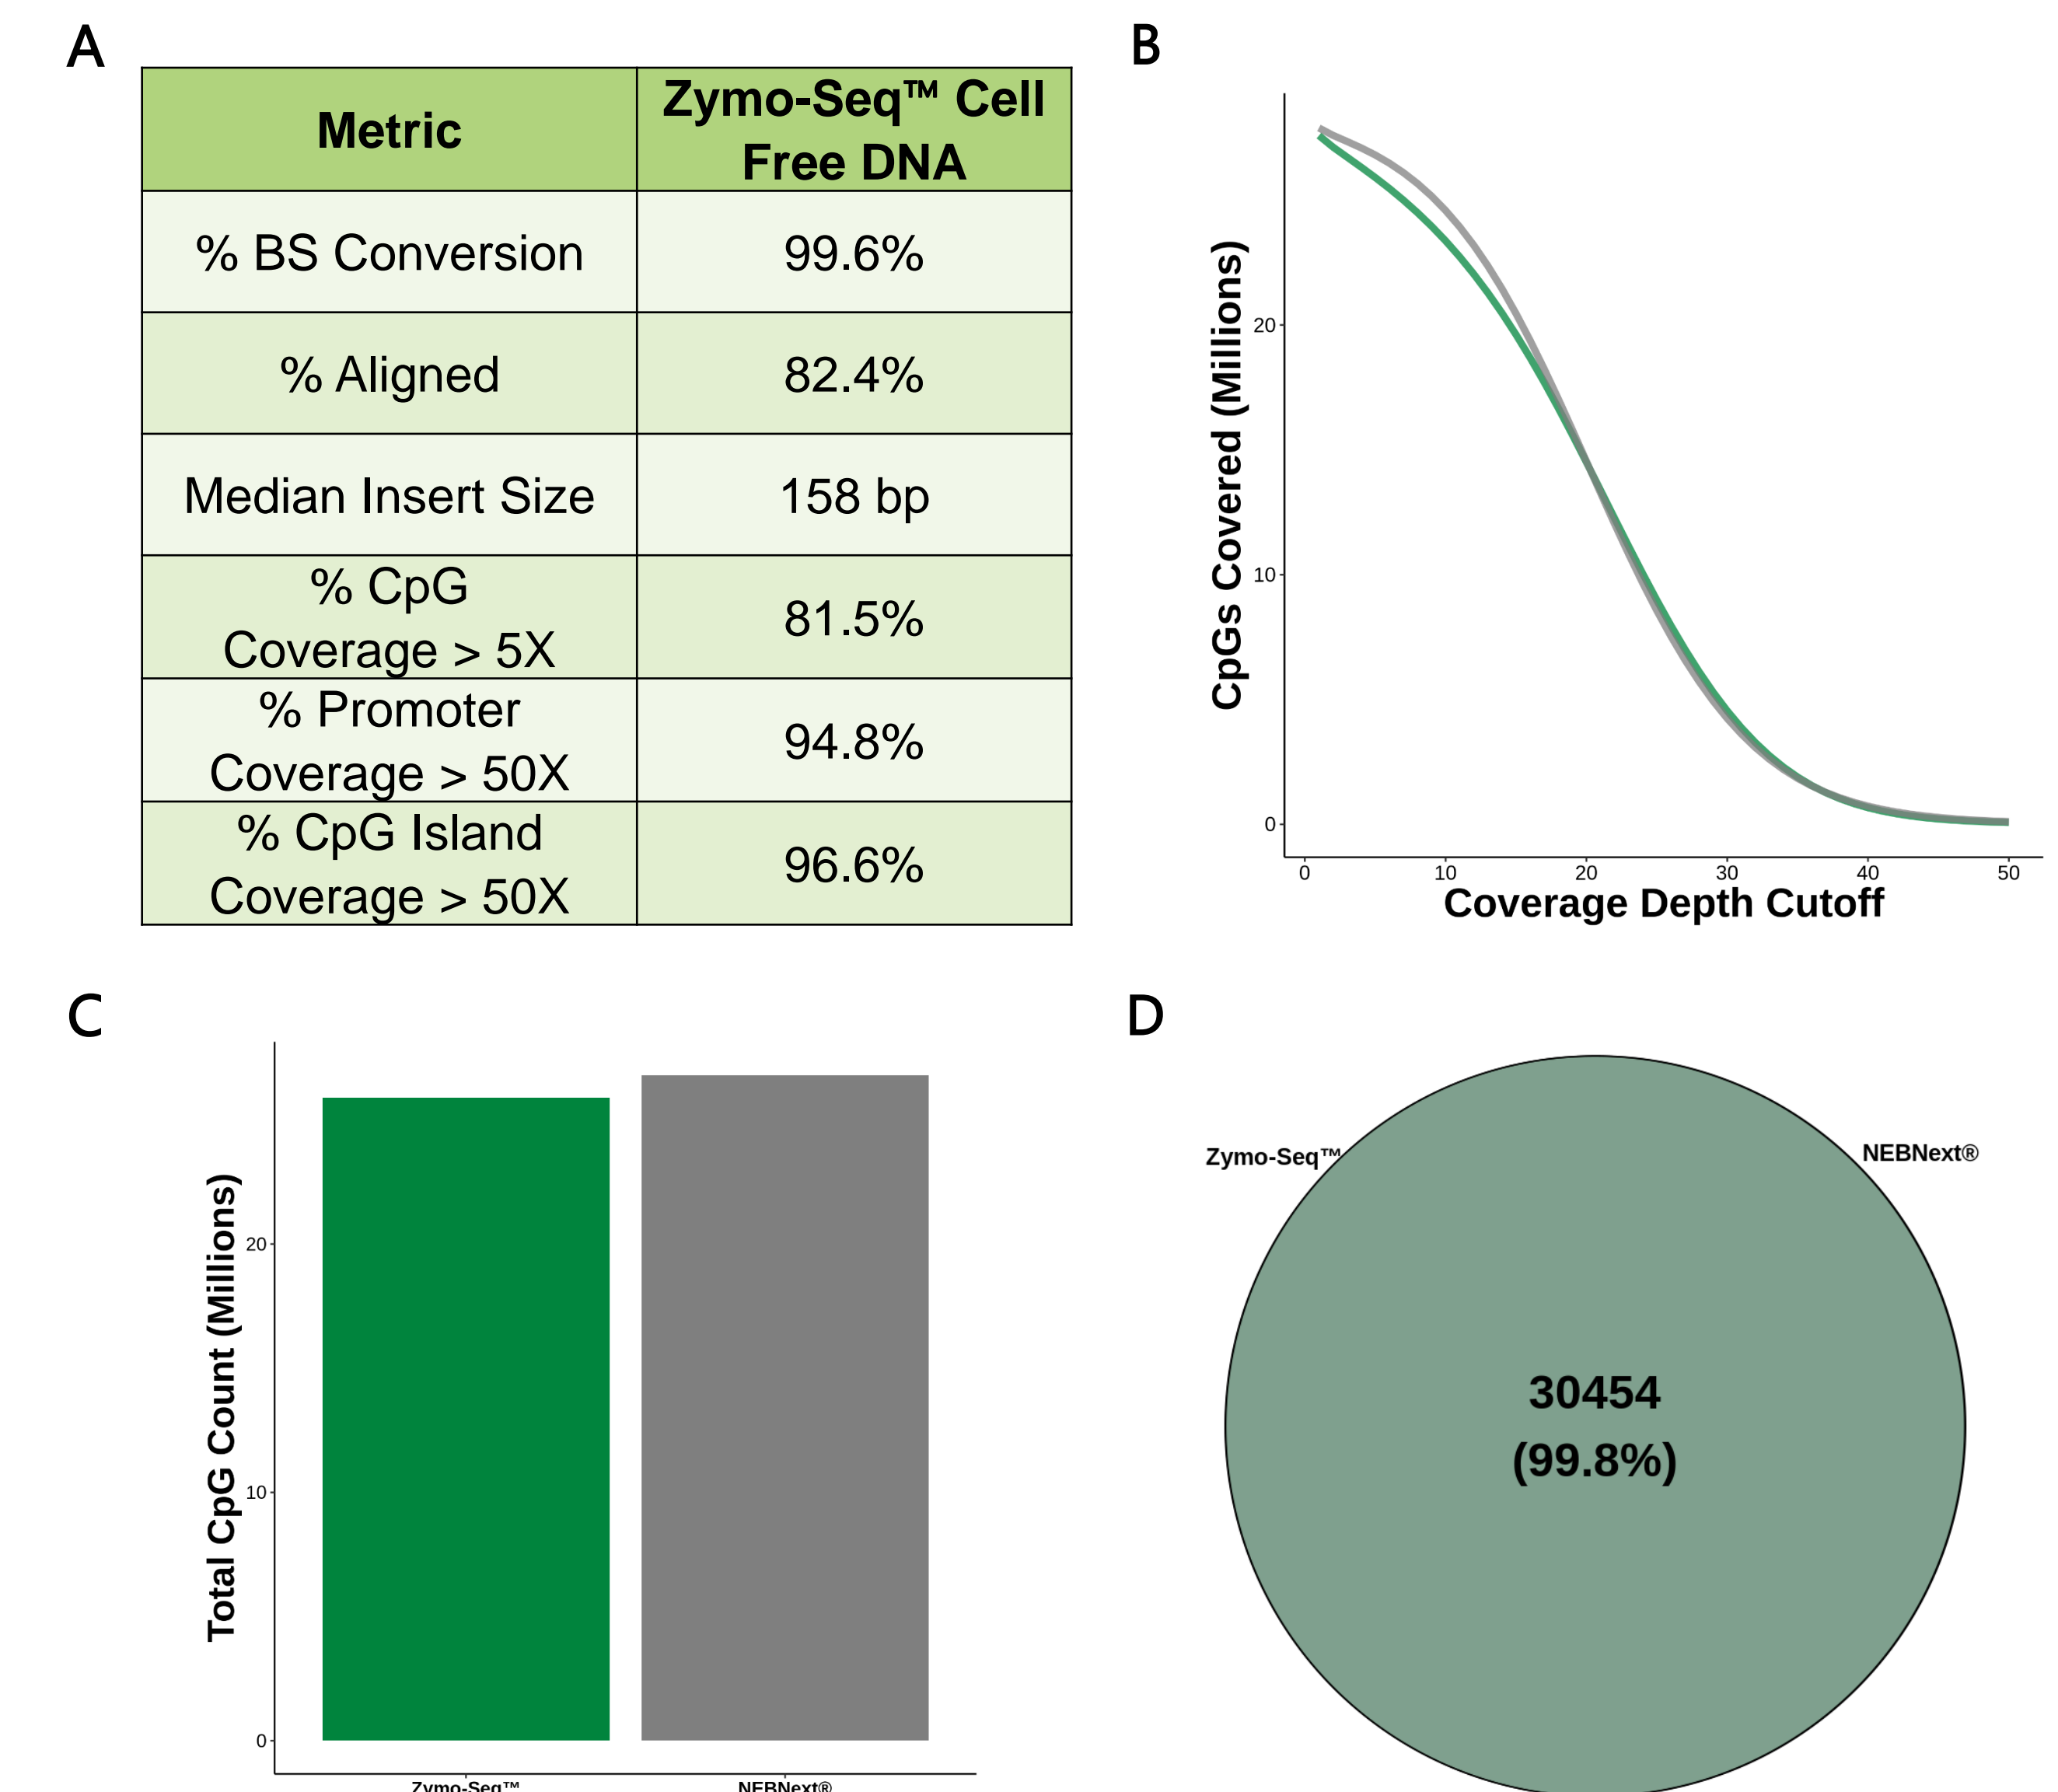 A
Metric
Zymo-Seq™ Cell
Free DNA
% BS Conversion
99.6%
% Aligned
82.4%
Median Insert Size
158 bp
% CpG
Coverage > 5X
81.5%
% Promoter
Coverage > 50X
94.8%
% CpG Island
Coverage > 50X
96.6%
B
CpGs Covered (Millions)
20
10
0
0 10 20 30 40 50
Coverage Depth Cutoff
C
Total CpG Count (Millions)
20
10
0
Zymo-Seq™ NEBNext®
D
Zymo-Seq™
NEBNext®
30454
(99.8%)